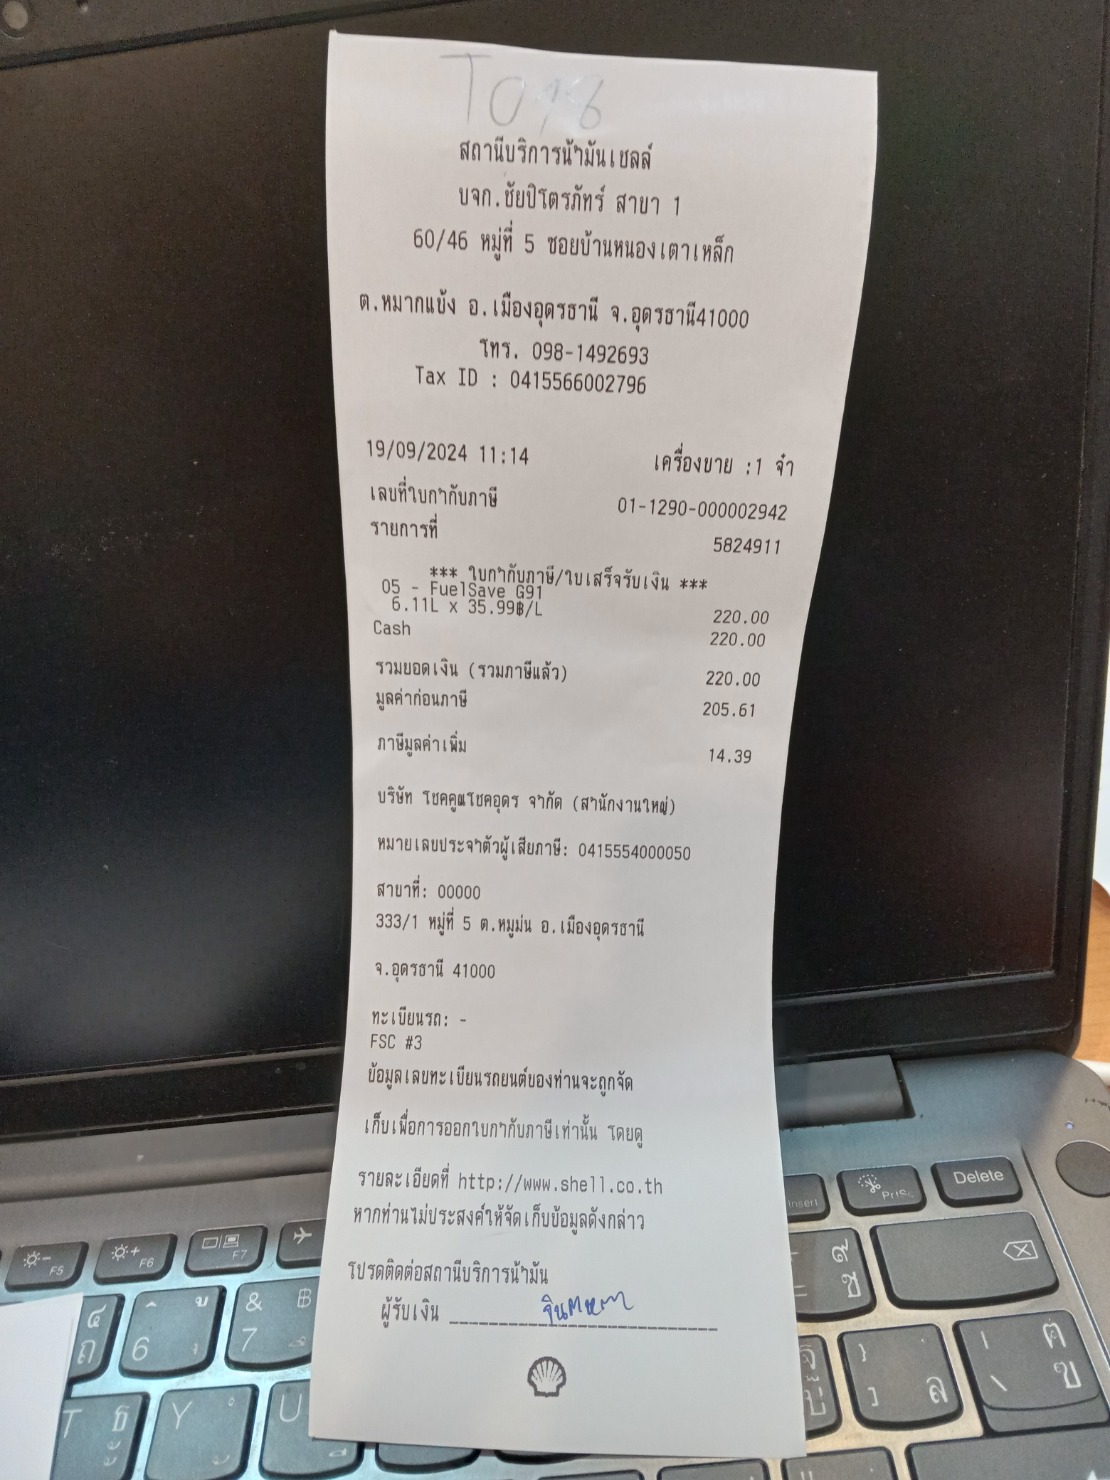 สถานีบริการน้ำมันเชลล์
บจก.ชัยปิโตรภัทร์ สาขา 1
60/46 หมู่ที่ 5 ซอยบ้านหนองเตาเหล็ก
ต.หมากแข้ง อ.เมืองอุดรธานี จ.อุดรธานี41000
โทร. 098-1492693
Tax ID : 0415566002796
19/09/2024 11:14 เครื่องขาย :1 จำ
เลขที่ใบกำกับภาษี 01-1290-000002942
รายการที่ 5824911
*** ใบกำกับภาษี/ใบเสร็จรับเงิน ***
05 - FuelSave G91
6.11L x 35.99฿/L 220.00
Cash 220.00
รวมยอดเงิน (รวมภาษีแล้ว) 220.00
มูลค่าก่อนภาษี 205.61
ภาษีมูลค่าเพิ่ม 14.39
บริษัท โชคคูณโชคอุดร จำกัด (สำนักงานใหญ่)
หมายเลขประจำตัวผู้เสียภาษี: 0415554000050
สาขาที่: 00000
333/1 หมู่ที่ 5 ต.หมูม่น อ.เมืองอุดรธานี
จ.อุดรธานี 41000
ทะเบียนรถ: -
FSC #3
ข้อมูลเลขทะเบียนรถยนต์ของท่านจะถูกจัด
เก็บเพื่อการออกใบกำกับภาษีเท่านั้น โดยดู
รายละเอียดที่ http://www.shell.co.th
หากท่านไม่ประสงค์ให้จัดเก็บข้อมูลดังกล่าว
โปรดติดต่อสถานีบริการน้ำมัน
ผู้รับเงิน
Insert PrtSc Delete
F5 F6 F7
6 & 7 ฿
T Y U